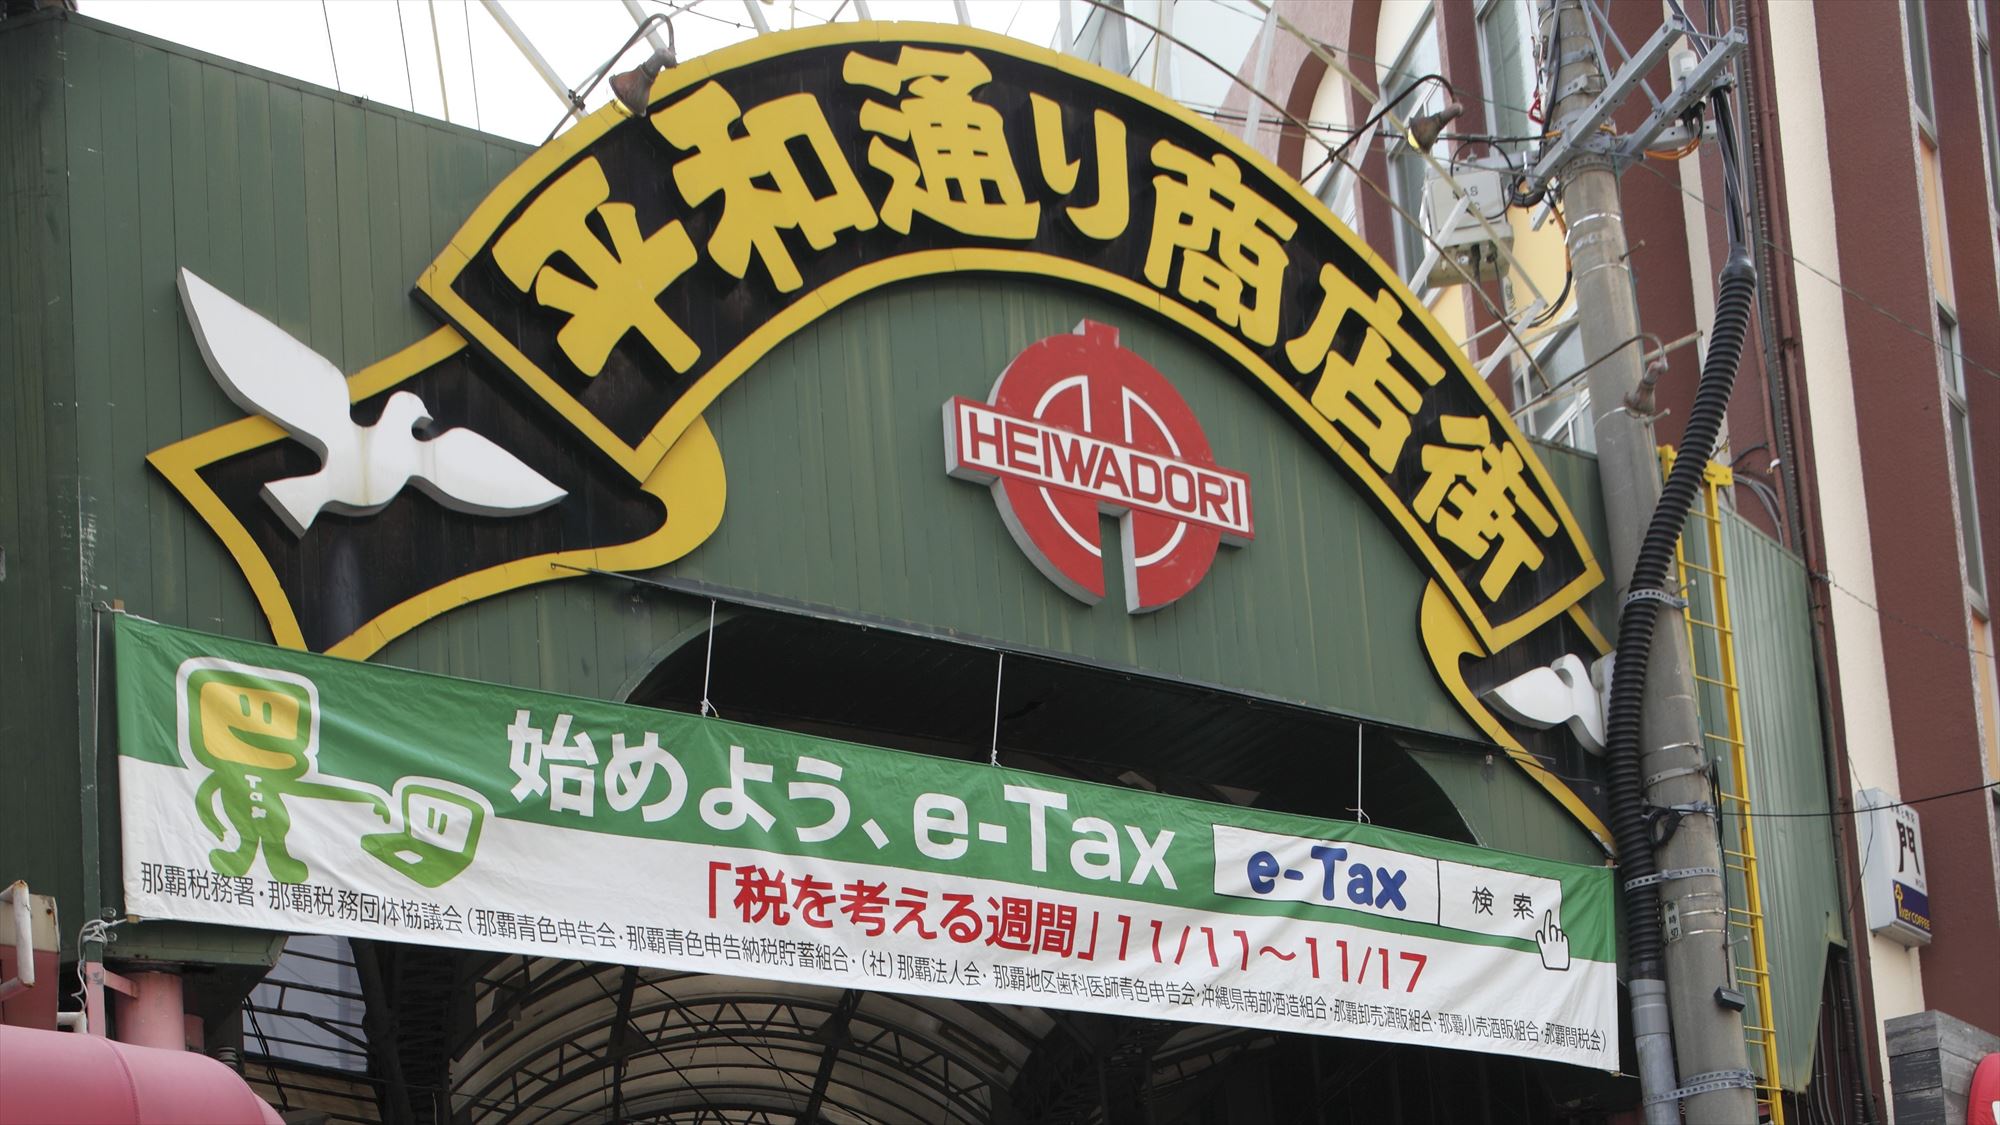 平和通り商店街
HEIWADORI
始めよう、e-Tax
e-Tax 検索
Tax
「税を考える週間」11/11～11/17
那覇税務署・那覇税務団体協議会(那覇青色申告会・那覇青色申告納税貯蓄組合・(社)那覇法人会・那覇地区歯科医師青色申告会・沖縄県南部酒造組合・那覇卸売酒販組合・那覇小売酒販組合・那覇間税会)
門
Key COFFEE